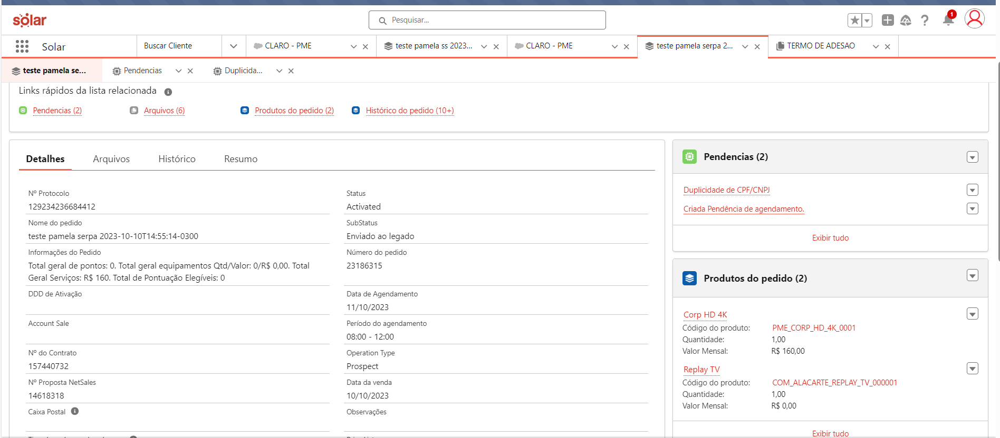 solar
Pesquisar...
1
Solar
Buscar Cliente
CLARO - PME
teste pamela ss 2023...
CLARO - PME
teste pamela serpa 2...
TERMO DE ADESAO
teste pamela se...
Pendencias
Duplicida...
Links rápidos da lista relacionada
Pendencias (2)
Arquivos (6)
Produtos do pedido (2)
Histórico do pedido (10+)
Detalhes
Arquivos
Histórico
Resumo
Nº Protocolo
129234236684412
Status
Activated
Nome do pedido
teste pamela serpa 2023-10-10T14:55:14-0300
SubStatus
Enviado ao legado
Informações do Pedido
Total geral de pontos: 0. Total geral equipamentos Qtd/Valor: 0/R$ 0,00. Total
Geral Serviços: R$ 160. Total de Pontuação Elegíveis: 0
Número do pedido
23186315
DDD de Ativação
Data de Agendamento
11/10/2023
Account Sale
Período do agendamento
08:00 - 12:00
Nº do Contrato
157440732
Operation Type
Prospect
Nº Proposta NetSales
14618318
Data da venda
10/10/2023
Caixa Postal
Observações
Pendencias (2)
Duplicidade de CPF/CNPJ
Criada Pendência de agendamento.
Exibir tudo
Produtos do pedido (2)
Corp HD 4K
Código do produto: PME_CORP_HD_4K_0001
Quantidade: 1,00
Valor Mensal: R$ 160,00
Replay TV
Código do produto: COM_ALACARTE_REPLAY_TV_000001
Quantidade: 1,00
Valor Mensal: R$ 0,00
Exibir tudo